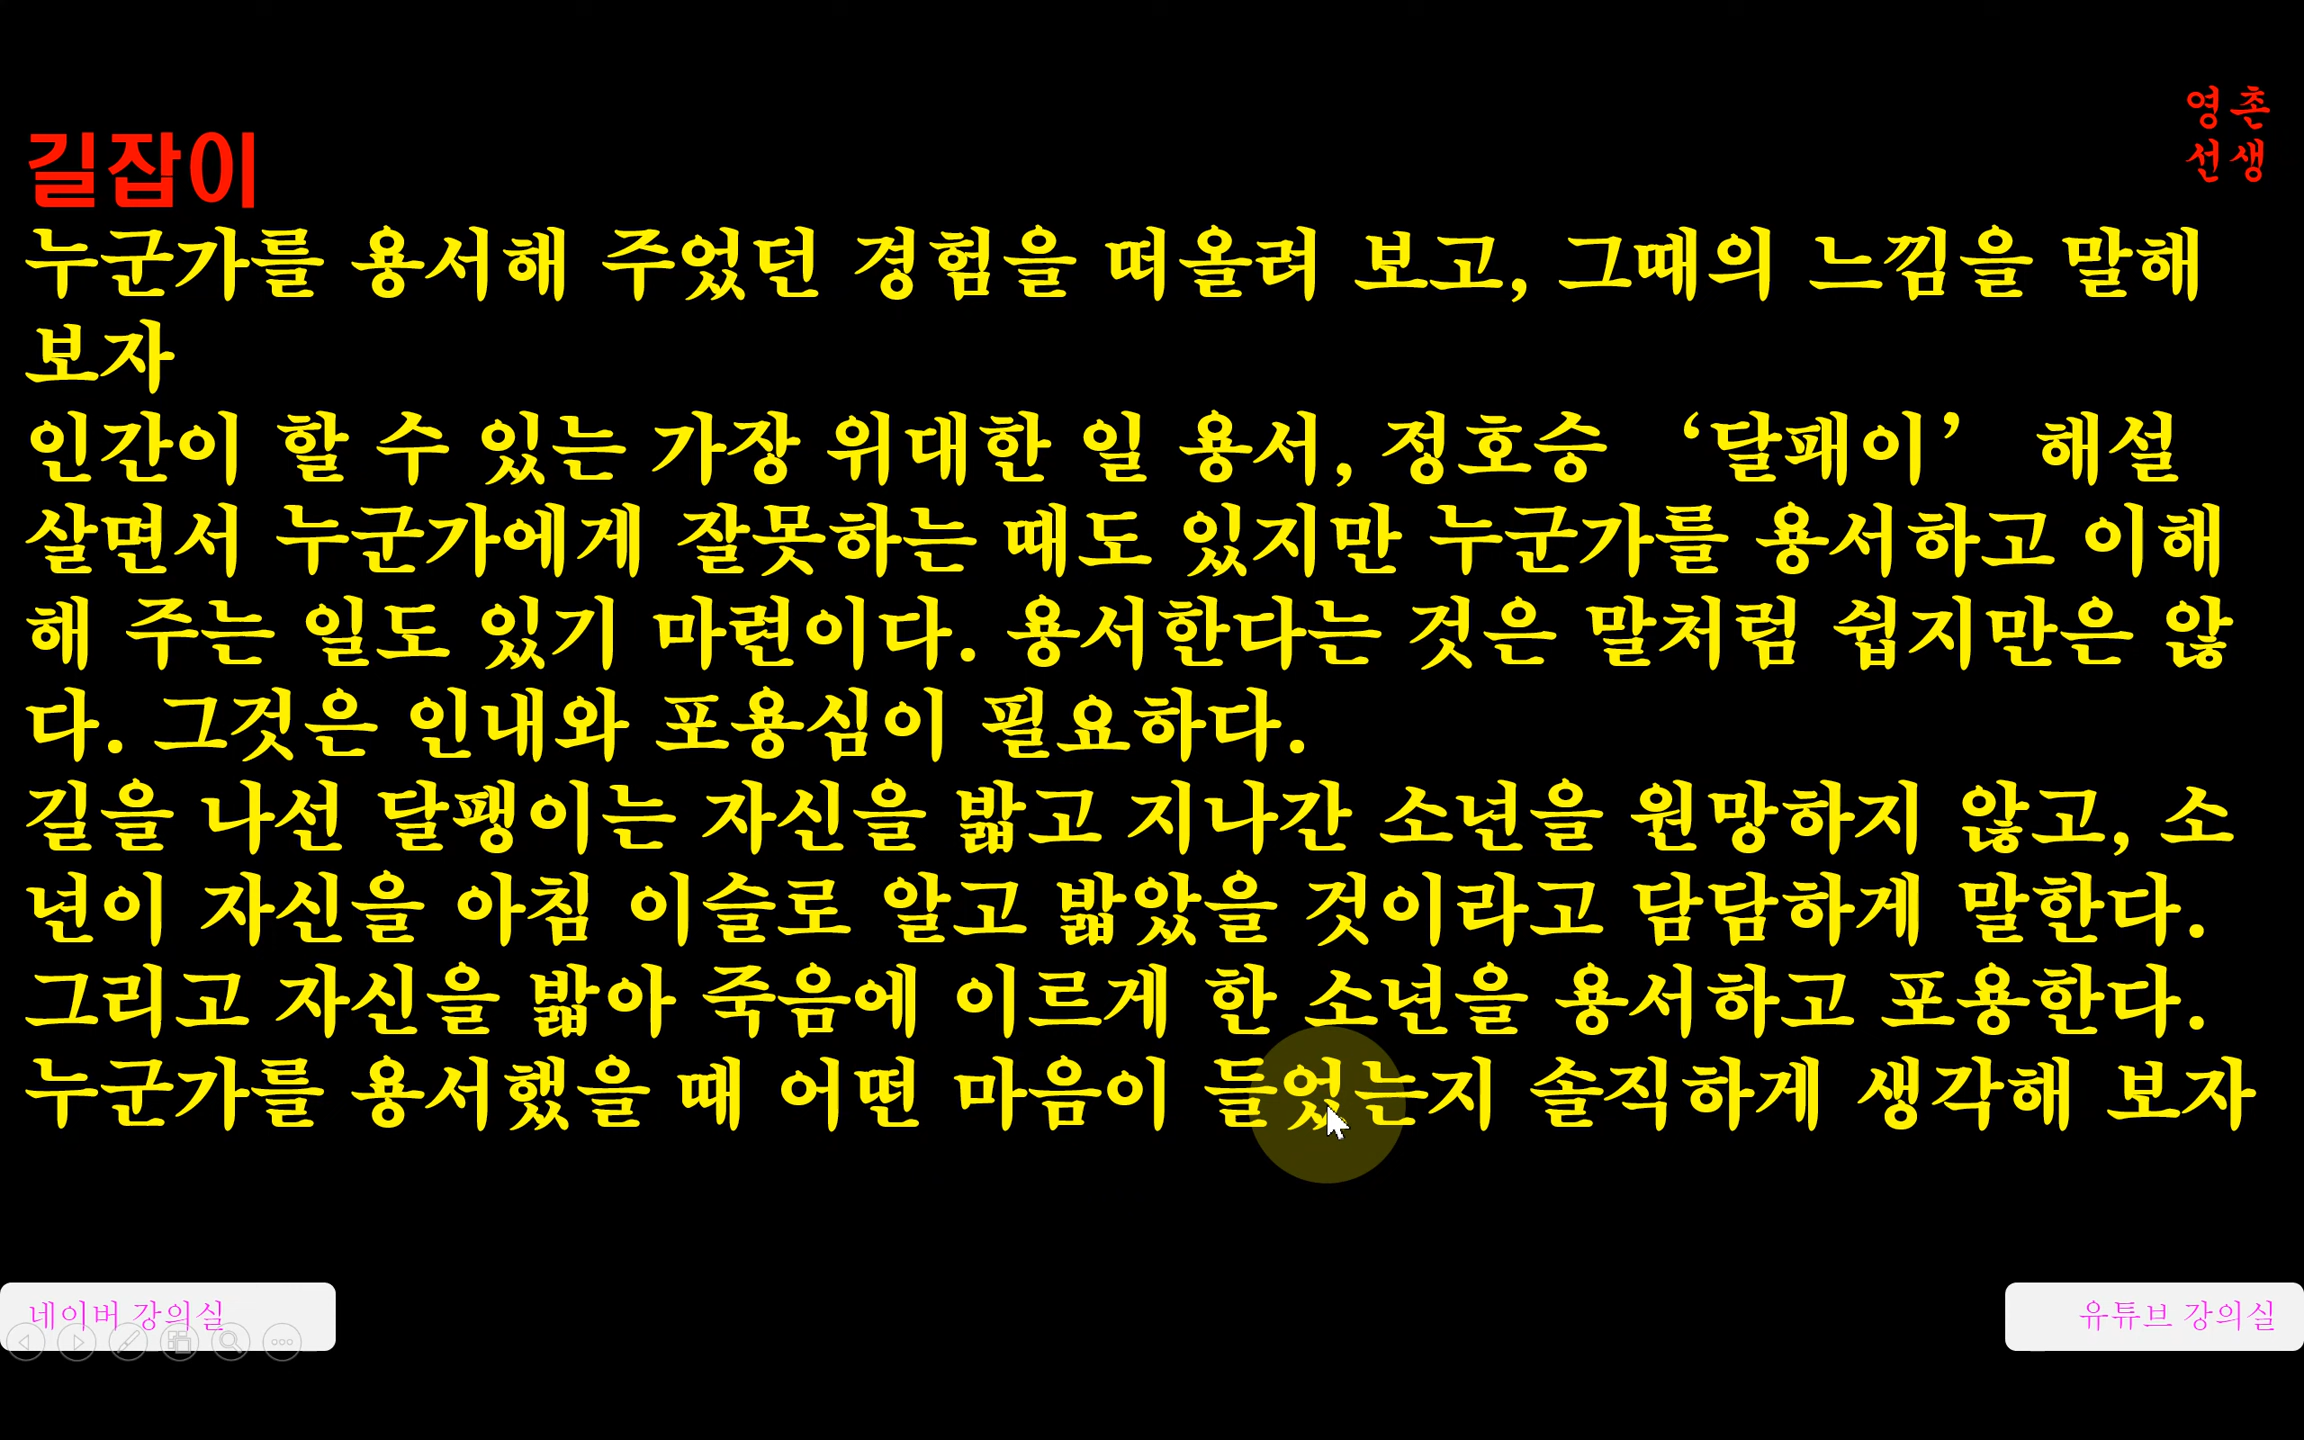 영촌
선생
길잡이
누군가를 용서해 주었던 경험을 떠올려 보고, 그때의 느낌을 말해
보자
인간이 할 수 있는 가장 위대한 일 용서, 정호승 ‘달패이’ 해설
살면서 누군가에게 잘못하는 때도 있지만 누군가를 용서하고 이해
해 주는 일도 있기 마련이다. 용서한다는 것은 말처럼 쉽지만은 않
다. 그것은 인내와 포용심이 필요하다.
길을 나선 달팽이는 자신을 밟고 지나간 소년을 원망하지 않고, 소
년이 자신을 아침 이슬로 알고 밟았을 것이라고 담담하게 말한다.
그리고 자신을 밟아 죽음에 이르게 한 소년을 용서하고 포용한다.
누군가를 용서했을 때 어떤 마음이 들었는지 솔직하게 생각해 보자
네이버 강의실
유튜브 강의실